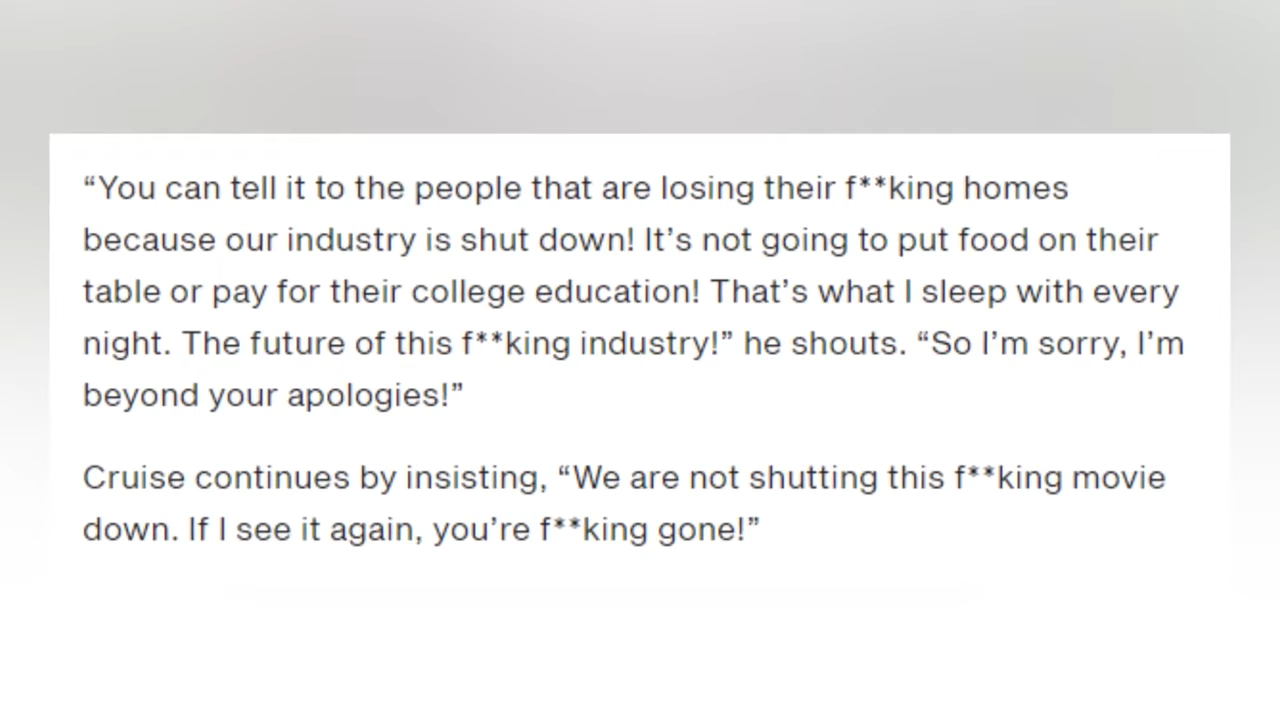 “You can tell it to the people that are losing their f**king homes
because our industry is shut down! It’s not going to put food on their
table or pay for their college education! That’s what I sleep with every
night. The future of this f**king industry!” he shouts. “So I’m sorry, I’m
beyond your apologies!”
Cruise continues by insisting, “We are not shutting this f**king movie
down. If I see it again, you’re f**king gone!”